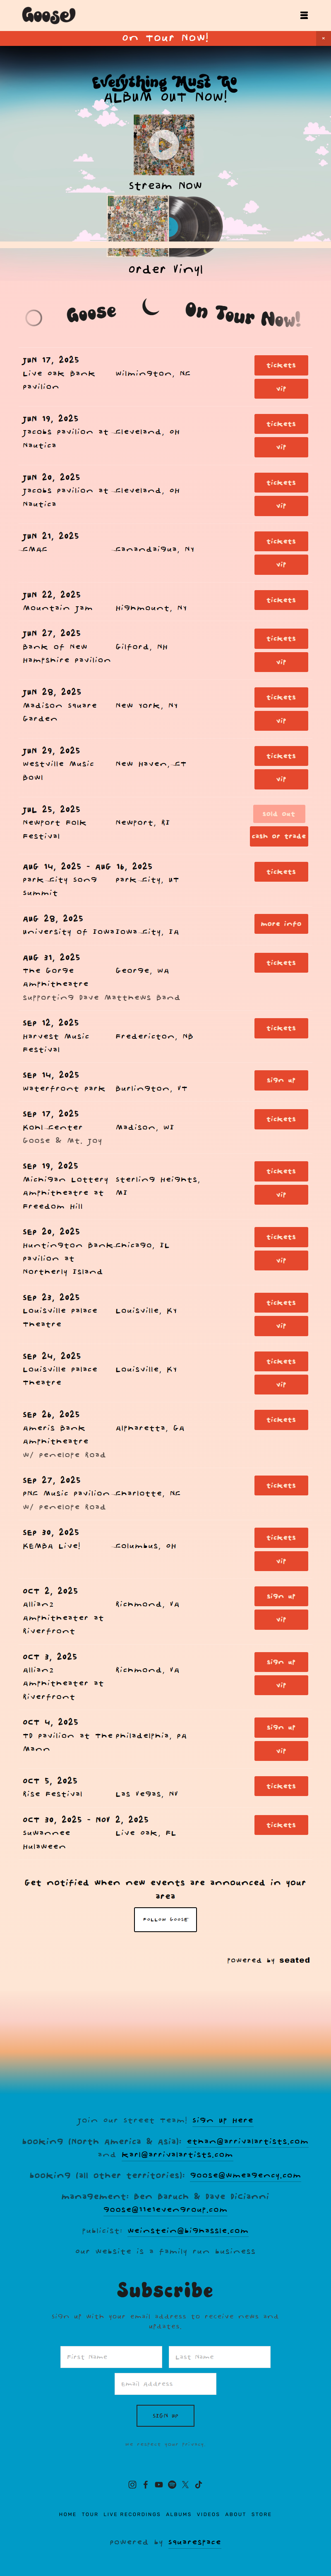 Goose
On Tour Now!
×
Everything Must Go
ALBUM OUT NOW!
Stream Now
Order Vinyl
Goose On Tour Now!
JUN 17, 2025
Live Oak Bank Wilmington, NC
Pavilion
tickets
vip
JUN 19, 2025
Jacobs Pavilion at Cleveland, OH
Nautica
tickets
vip
JUN 20, 2025
Jacobs Pavilion at Cleveland, OH
Nautica
tickets
vip
JUN 21, 2025
CMAC Canandaigua, NY
tickets
vip
JUN 22, 2025
Mountain Jam Highmount, NY
tickets
JUN 27, 2025
Bank of New Gilford, NH
Hampshire Pavilion
tickets
vip
JUN 28, 2025
Madison Square New York, NY
Garden
tickets
vip
JUN 29, 2025
Westville Music New Haven, CT
Bowl
tickets
vip
JUL 25, 2025
Newport Folk Newport, RI
Festival
sold out
cash or trade
AUG 14, 2025 - AUG 16, 2025
Park City Song Park City, UT
Summit
tickets
AUG 28, 2025
University of Iowa Iowa City, IA
more info
AUG 31, 2025
The Gorge George, WA
Amphitheatre
Supporting Dave Matthews Band
tickets
SEP 12, 2025
Harvest Music Fredericton, NB
Festival
tickets
SEP 14, 2025
Waterfront Park Burlington, VT
sign up
SEP 17, 2025
Kohl Center Madison, WI
Goose & Mt. Joy
tickets
SEP 19, 2025
Michigan Lottery Sterling Heights,
Amphitheatre at MI
Freedom Hill
tickets
vip
SEP 20, 2025
Huntington Bank Chicago, IL
Pavilion at
Northerly Island
tickets
vip
SEP 23, 2025
Louisville Palace Louisville, KY
Theatre
tickets
vip
SEP 24, 2025
Louisville Palace Louisville, KY
Theatre
tickets
vip
SEP 26, 2025
Ameris Bank Alpharetta, GA
Amphitheatre
w/ Penelope Road
tickets
SEP 27, 2025
PNC Music Pavilion Charlotte, NC
w/ Penelope Road
tickets
SEP 30, 2025
KEMBA Live! Columbus, OH
tickets
vip
OCT 2, 2025
Allianz Richmond, VA
Amphitheater at
Riverfront
sign up
vip
OCT 3, 2025
Allianz Richmond, VA
Amphitheater at
Riverfront
sign up
vip
OCT 4, 2025
TD Pavilion at The Philadelphia, PA
Mann
sign up
vip
OCT 5, 2025
Rise Festival Las Vegas, NV
tickets
OCT 30, 2025 - NOV 2, 2025
Suwannee Live Oak, FL
Hulaween
tickets
Get notified when new events are announced in your
area
FOLLOW GOOSE
powered by seated
Join our Street Team! Sign Up Here
booking (North America & Asia): ethan@arrivalartists.com
and karl@arrivalartists.com
booking (all other territories): goose@wmeagency.com
management: Ben Baruch & Dave DiCianni
goose@11e1evengroup.com
publicist: weinstein@bighassle.com
our website is a family run business
Subscribe
Sign up with your email address to receive news and
updates.
First Name
Last Name
Email Address
SIGN UP
We respect your privacy.
HOME TOUR LIVE RECORDINGS ALBUMS VIDEOS ABOUT STORE
powered by Squarespace